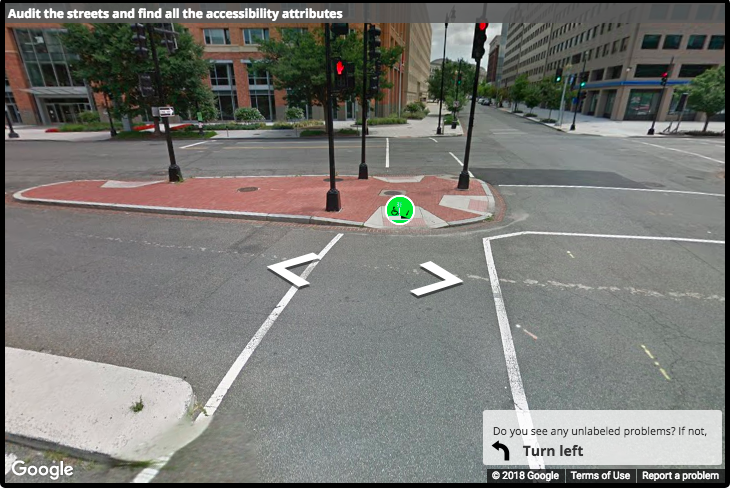 Audit the streets and find all the accessibility attributes
Do you see any unlabeled problems? If not,
Turn left
Google
© 2018 Google
Terms of Use
Report a problem